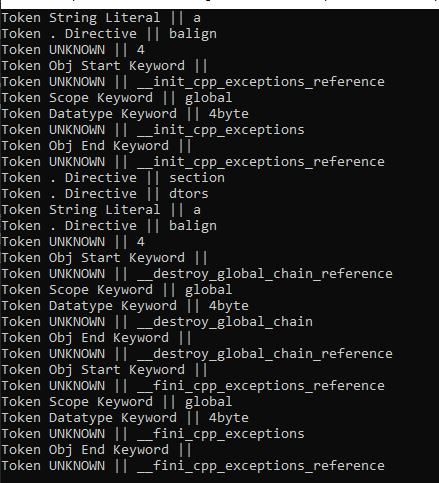 Token String Literal || a
Token . Directive || balign
Token UNKNOWN || 4
Token Obj Start Keyword ||
Token UNKNOWN || __init_cpp_exceptions_reference
Token Scope Keyword || global
Token Datatype Keyword || 4byte
Token UNKNOWN || __init_cpp_exceptions
Token Obj End Keyword ||
Token UNKNOWN || __init_cpp_exceptions_reference
Token . Directive || section
Token . Directive || dtors
Token String Literal || a
Token . Directive || balign
Token UNKNOWN || 4
Token Obj Start Keyword ||
Token UNKNOWN || __destroy_global_chain_reference
Token Scope Keyword || global
Token Datatype Keyword || 4byte
Token UNKNOWN || __destroy_global_chain
Token Obj End Keyword ||
Token UNKNOWN || __destroy_global_chain_reference
Token Obj Start Keyword ||
Token UNKNOWN || __fini_cpp_exceptions_reference
Token Scope Keyword || global
Token Datatype Keyword || 4byte
Token UNKNOWN || __fini_cpp_exceptions
Token Obj End Keyword ||
Token UNKNOWN || __fini_cpp_exceptions_reference